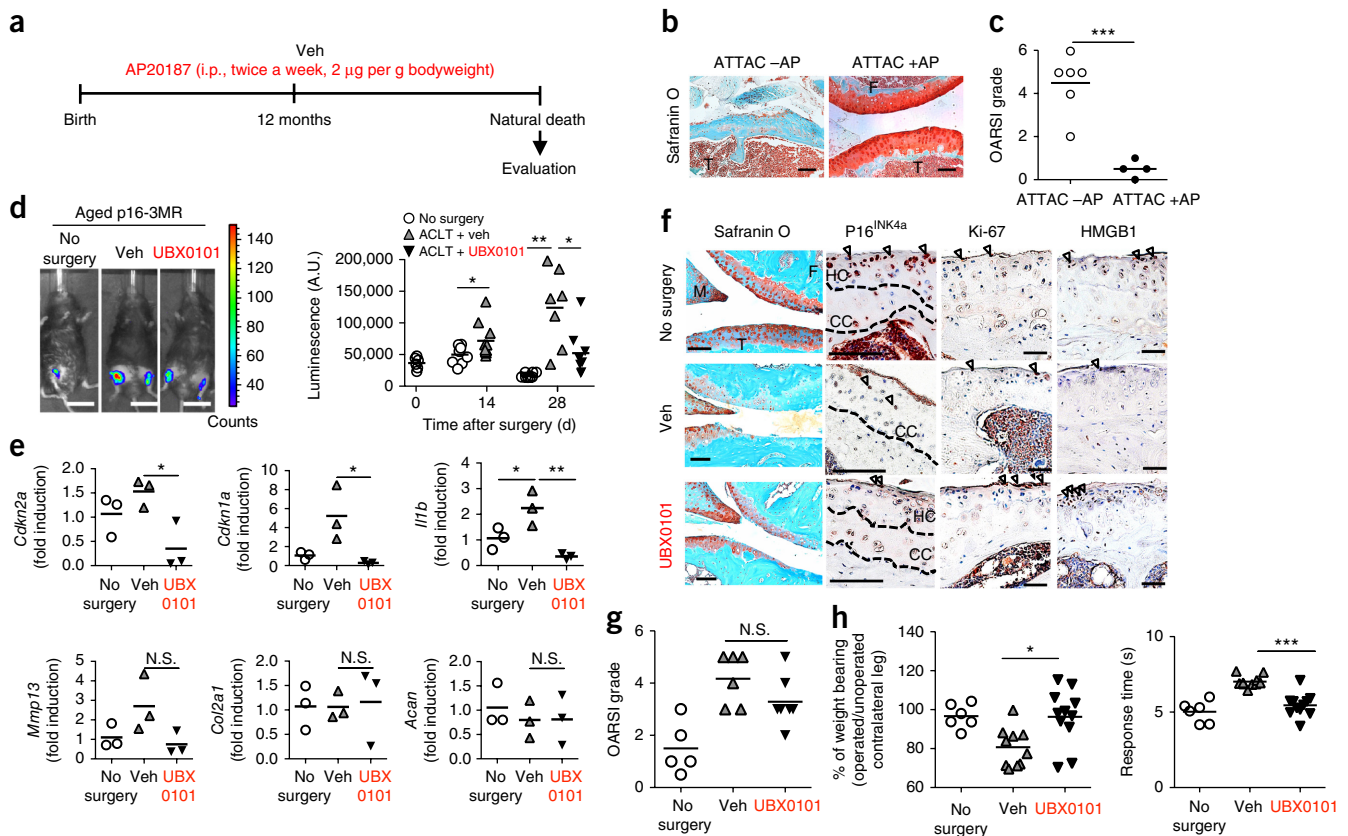 a
Veh
AP20187 (i.p., twice a week, 2 μg per g bodyweight)
Birth
12 months
Natural death
Evaluation
b
ATTAC –AP
ATTAC +AP
Safranin O
F
T
T
c
***
OARSI grade
6
4
2
0
ATTAC –AP
ATTAC +AP
d
Aged p16-3MR
No surgery
Veh
UBX0101
140
120
100
80
60
40
Counts
No surgery
ACLT + veh
ACLT + UBX0101
**
*
*
Luminescence (A.U.)
200,000
150,000
100,000
50,000
0
0
14
28
Time after surgery (d)
e
Cdkn2a
(fold induction)
2.0
1.5
1.0
0.5
0
*
No surgery
Veh
UBX 0101
Cdkn1a
(fold induction)
10
8
6
4
2
0
*
No surgery
Veh
UBX 0101
Il1b
(fold induction)
4
3
2
1
0
*
**
No surgery
Veh
UBX 0101
Mmp13
(fold induction)
5
4
3
2
1
0
N.S.
No surgery
Veh
UBX 0101
Col2a1
(fold induction)
2.0
1.5
1.0
0.5
0
N.S.
No surgery
Veh
UBX 0101
Acan
(fold induction)
2.0
1.5
1.0
0.5
0
N.S.
No surgery
Veh
UBX 0101
f
Safranin O
P16INK4a
Ki-67
HMGB1
No surgery
M
F
T
HC
CC
Veh
CC
UBX0101
HC
CC
g
OARSI grade
6
4
2
0
N.S.
No surgery
Veh
UBX0101
h
% of weight bearing
(operated/unoperated
contralateral leg)
140
120
100
80
60
*
No surgery
Veh
UBX0101
Response time (s)
10
5
0
***
No surgery
Veh
UBX0101